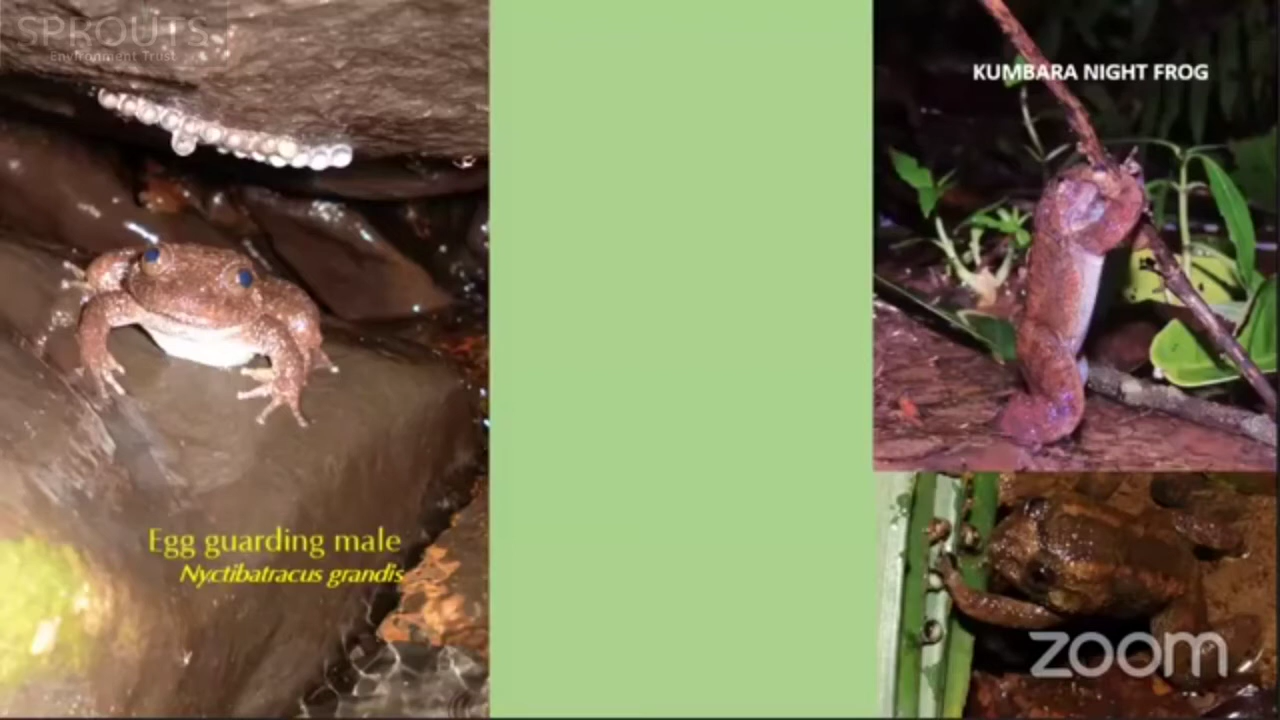 SPROUTS
Environment Trust
KUMBARA NIGHT FROG
Egg guarding male
Nyctibatracus grandis
zoom